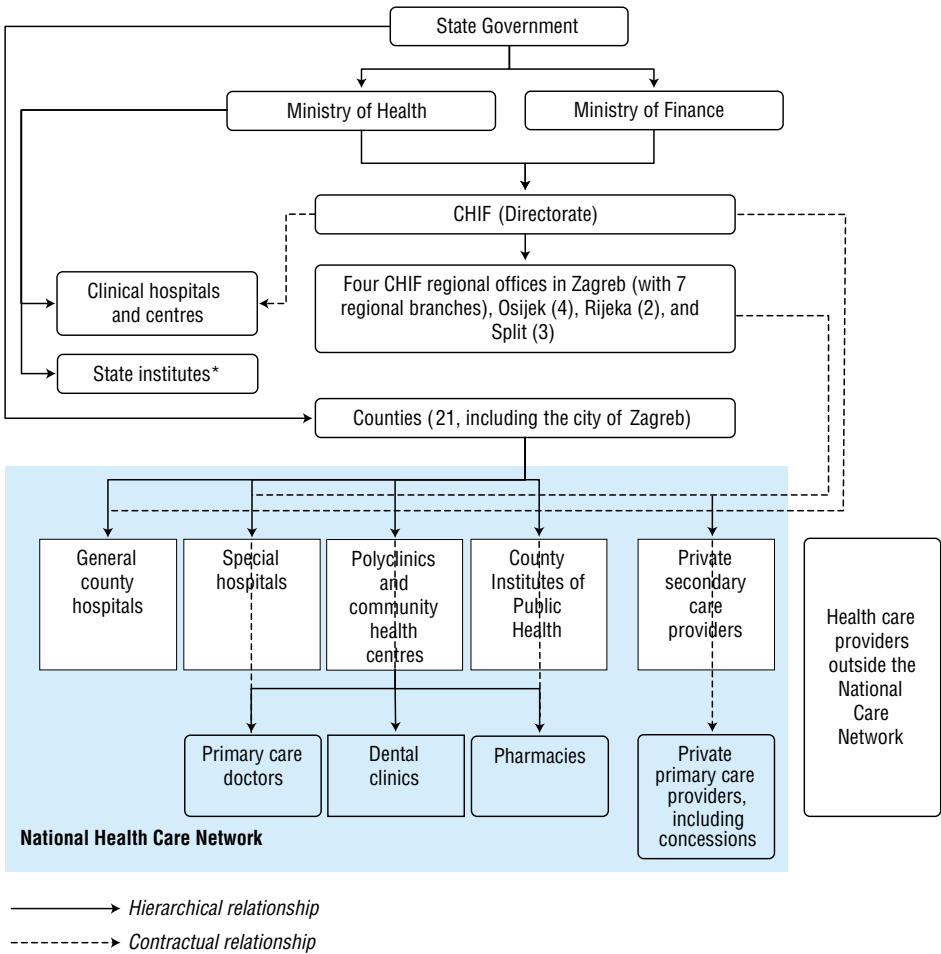 State Government
Ministry of Health
Ministry of Finance
CHIF (Directorate)
Clinical hospitals
and centres
Four CHIF regional offices in Zagreb (with 7
regional branches), Osijek (4), Rijeka (2), and
Split (3)
State institutes*
Counties (21, including the city of Zagreb)
General
county
hospitals
Special
hospitals
Polyclinics
and
community
health
centres
County
Institutes of
Public
Health
Private
secondary
care
providers
Health care
providers
outside the
National
Care
Network
Primary care
doctors
Dental
clinics
Pharmacies
Private
primary care
providers,
including
concessions
National Health Care Network
Hierarchical relationship
Contractual relationship